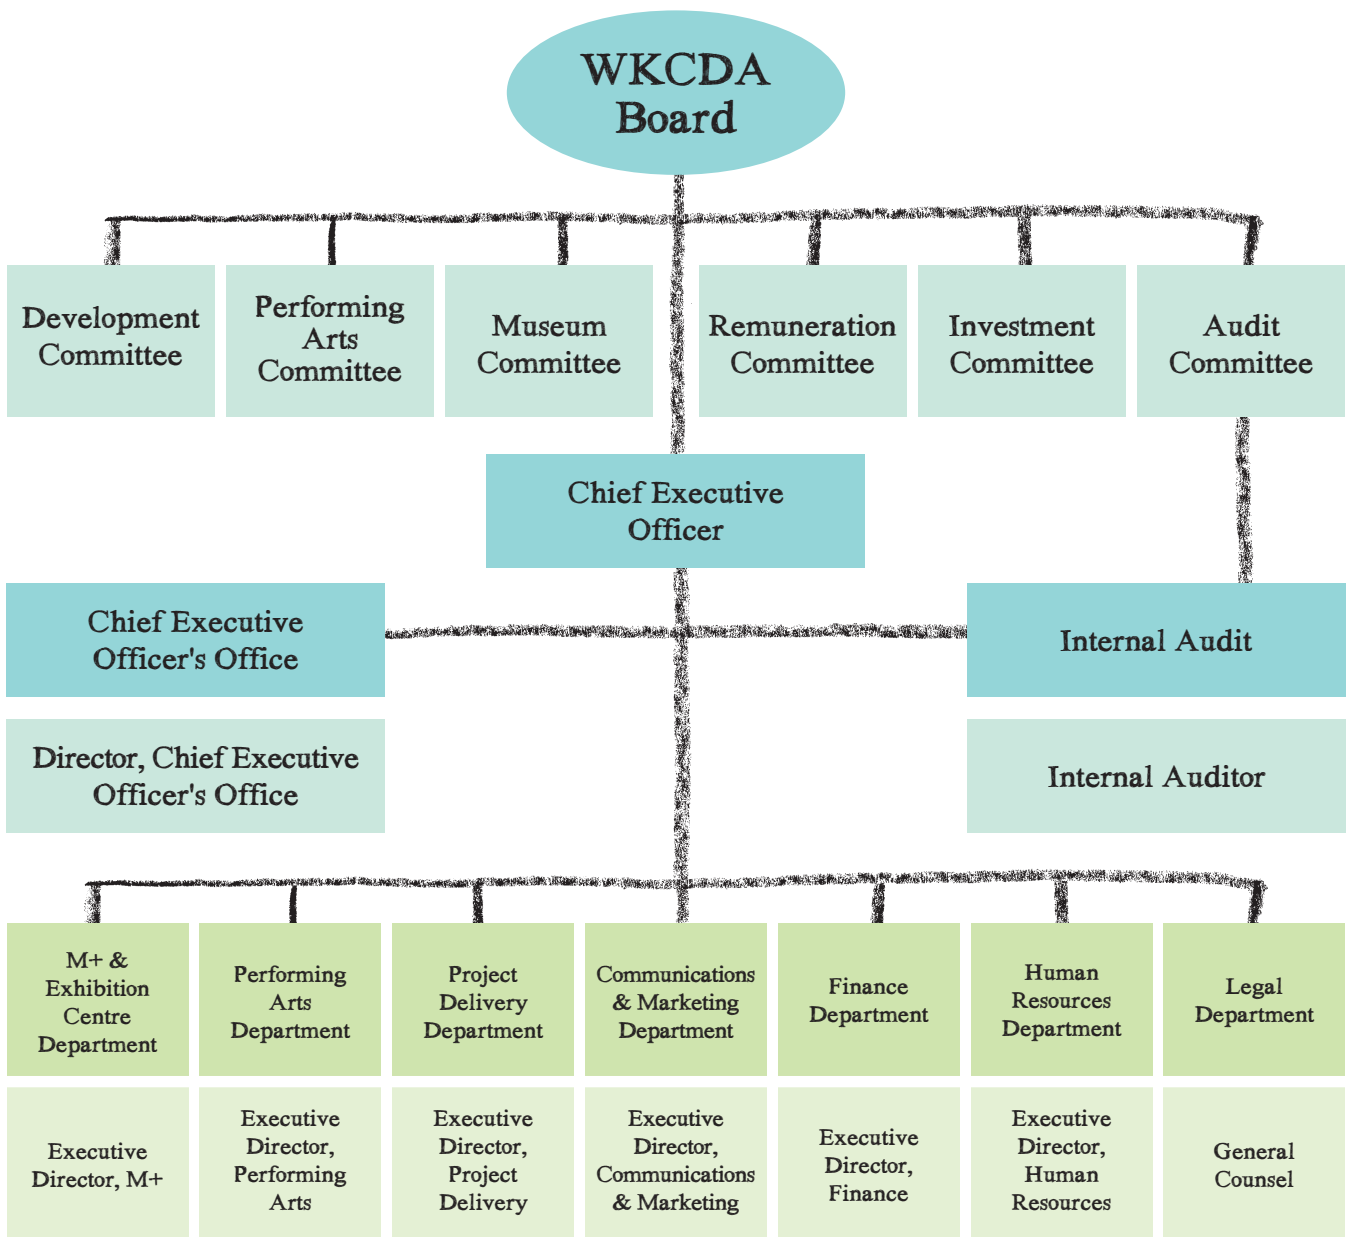 WKCDA
Board
Development
Committee
Performing
Arts
Committee
Museum
Committee
Remuneration
Committee
Investment
Committee
Audit
Committee
Chief Executive
Officer
Chief Executive
Officer's Office
Internal Audit
Director, Chief Executive
Officer's Office
Internal Auditor
M+ &
Exhibition
Centre
Department
Performing
Arts
Department
Project
Delivery
Department
Communications
& Marketing
Department
Finance
Department
Human
Resources
Department
Legal
Department
Executive
Director, M+
Executive
Director,
Performing
Arts
Executive
Director,
Project
Delivery
Executive
Director,
Communications
& Marketing
Executive
Director,
Finance
Executive
Director,
Human
Resources
General
Counsel